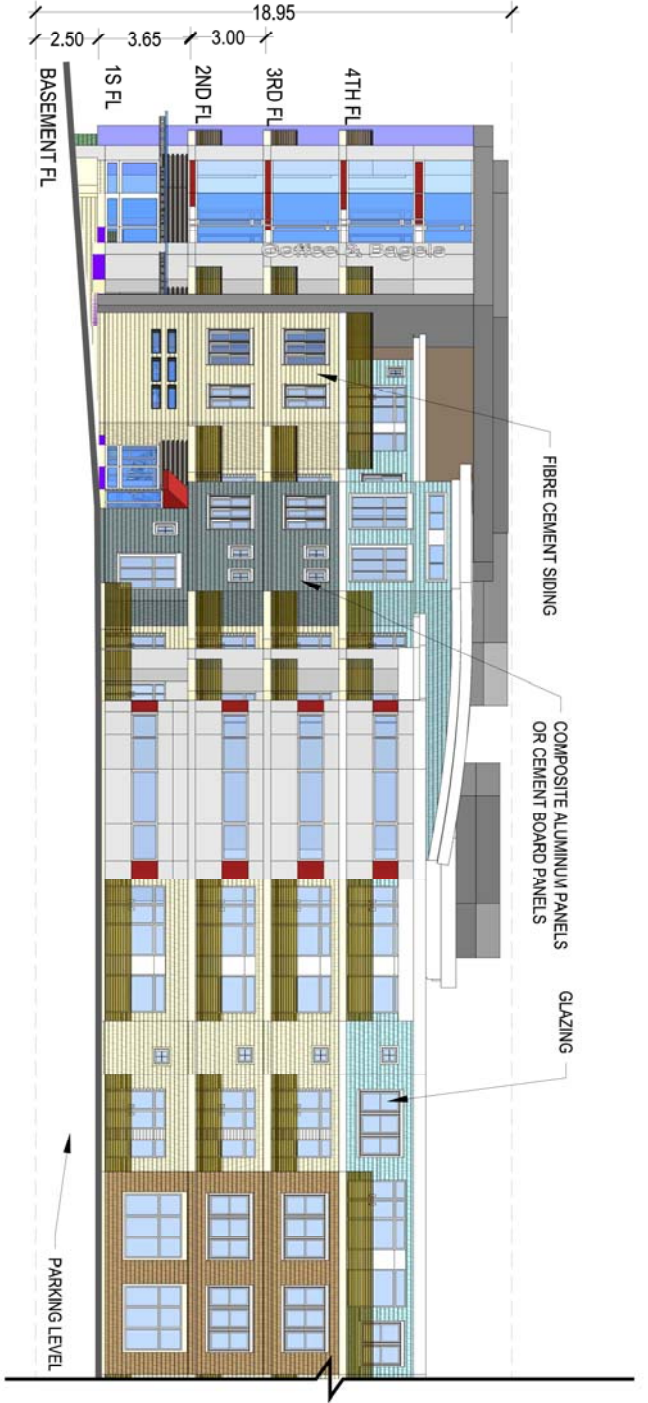 18.95
2.50
3.65
3.00
BASEMENT FL
1S FL
2ND FL
3RD FL
4TH FL
Coffee & Bagels
FIBRE CEMENT SIDING
COMPOSITE ALUMINUM PANELS
OR CEMENT BOARD PANELS
GLAZING
PARKING LEVEL